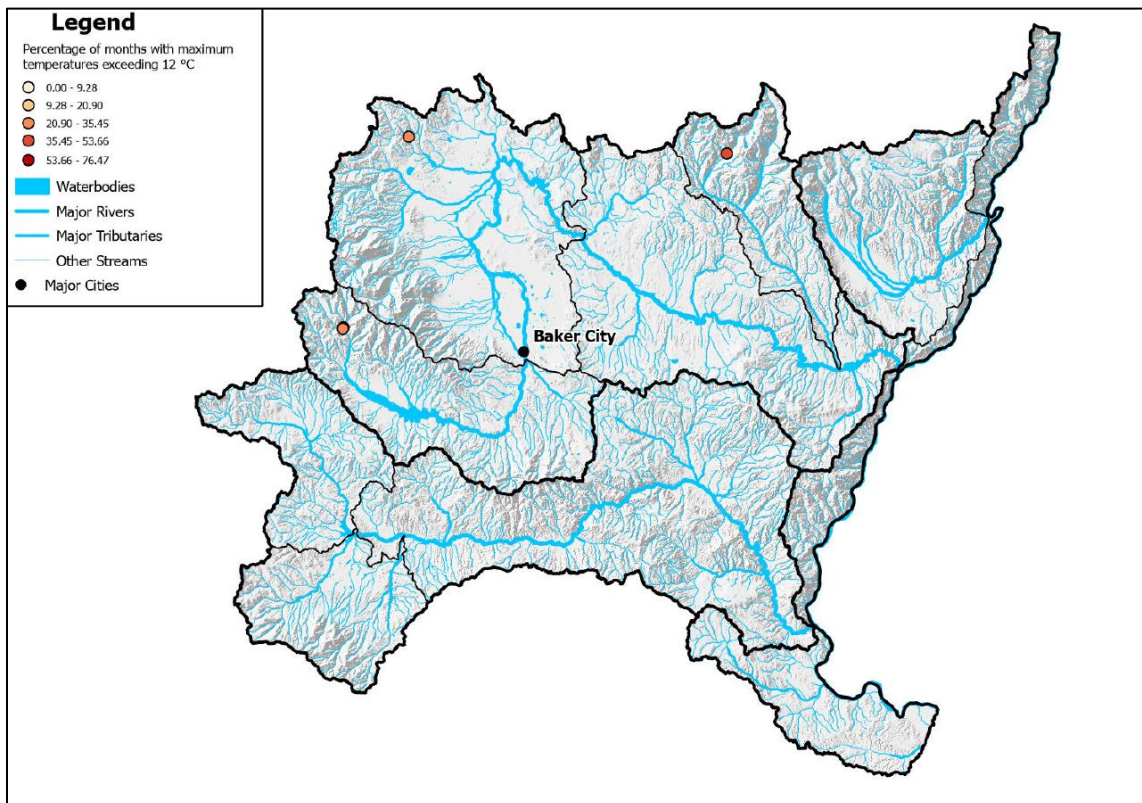 Legend
Percentage of months with maximum
temperatures exceeding 12 °C
0.00 - 9.28
9.28 - 20.90
20.90 - 35.45
35.45 - 53.66
53.66 - 76.47
Waterbodies
Major Rivers
Major Tributaries
Other Streams
Major Cities
Baker City